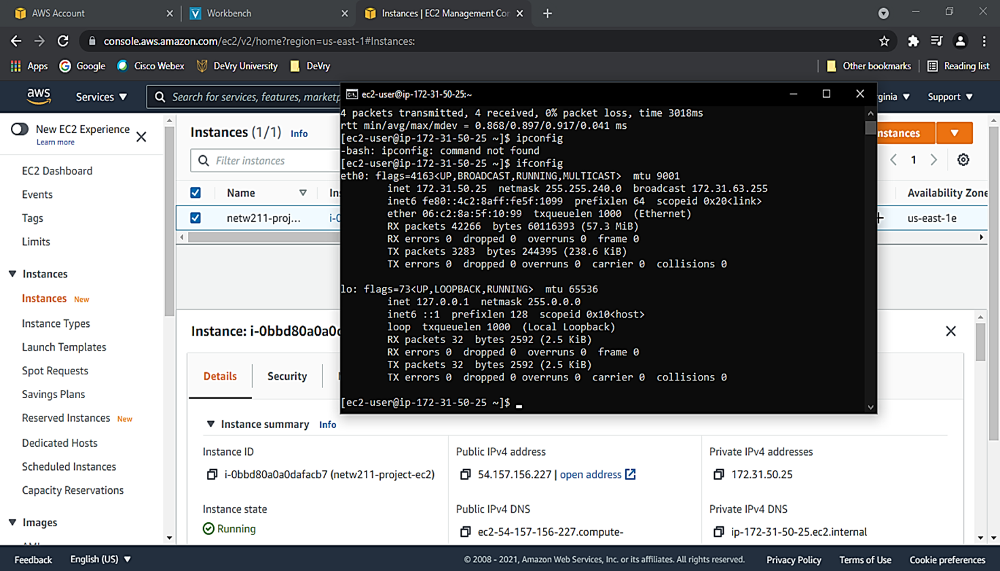 AWS Account
Workbench
Instances | EC2 Management Con
console.aws.amazon.com/ec2/v2/home?region=us-east-1#Instances:
Apps
Google
Cisco Webex
DeVry University
DeVry
Other bookmarks
Reading list
aws
Services
Search for services, features, marketp
ginia
Support
New EC2 Experience
Learn more
EC2 Dashboard
Events
Tags
Limits
Instances
Instances New
Instance Types
Launch Templates
Spot Requests
Savings Plans
Reserved Instances New
Dedicated Hosts
Scheduled Instances
Capacity Reservations
Images
Instances (1/1) Info
nstances
Filter instances
1
Name
Ins
Availability Zone
netw211-proj...
i-0
us-east-1e
ec2-user@ip-172-31-50-25:~
4 packets transmitted, 4 received, 0% packet loss, time 3018ms
rtt min/avg/max/mdev = 0.868/0.897/0.917/0.041 ms
[ec2-user@ip-172-31-50-25 ~]$ ipconfig
-bash: ipconfig: command not found
[ec2-user@ip-172-31-50-25 ~]$ ifconfig
eth0: flags=4163<UP,BROADCAST,RUNNING,MULTICAST>  mtu 9001
inet 172.31.50.25  netmask 255.255.240.0  broadcast 172.31.63.255
inet6 fe80::4c2:8aff:fe5f:1099  prefixlen 64  scopeid 0x20<link>
ether 06:c2:8a:5f:10:99  txqueuelen 1000  (Ethernet)
RX packets 42266  bytes 60116393 (57.3 MiB)
RX errors 0  dropped 0  overruns 0  frame 0
TX packets 3283  bytes 244395 (238.6 KiB)
TX errors 0  dropped 0 overruns 0  carrier 0  collisions 0
lo: flags=73<UP,LOOPBACK,RUNNING>  mtu 65536
inet 127.0.0.1  netmask 255.0.0.0
inet6 ::1  prefixlen 128  scopeid 0x10<host>
loop  txqueuelen 1000  (Local Loopback)
RX packets 32  bytes 2592 (2.5 KiB)
RX errors 0  dropped 0  overruns 0  frame 0
TX packets 32  bytes 2592 (2.5 KiB)
TX errors 0  dropped 0 overruns 0  carrier 0  collisions 0
[ec2-user@ip-172-31-50-25 ~]$
Instance: i-0bbd80a0a0d
Details
Security
Instance summary Info
Instance ID
i-0bbd80a0a0dafacb7 (netw211-project-ec2)
Public IPv4 address
54.157.156.227 | open address
Private IPv4 addresses
172.31.50.25
Instance state
Running
Public IPv4 DNS
ec2-54-157-156-227.compute-
Private IPv4 DNS
ip-172-31-50-25.ec2.internal
Feedback
English (US)
© 2008 - 2021, Amazon Web Services, Inc. or its affiliates. All rights reserved.
Privacy Policy
Terms of Use
Cookie preferences